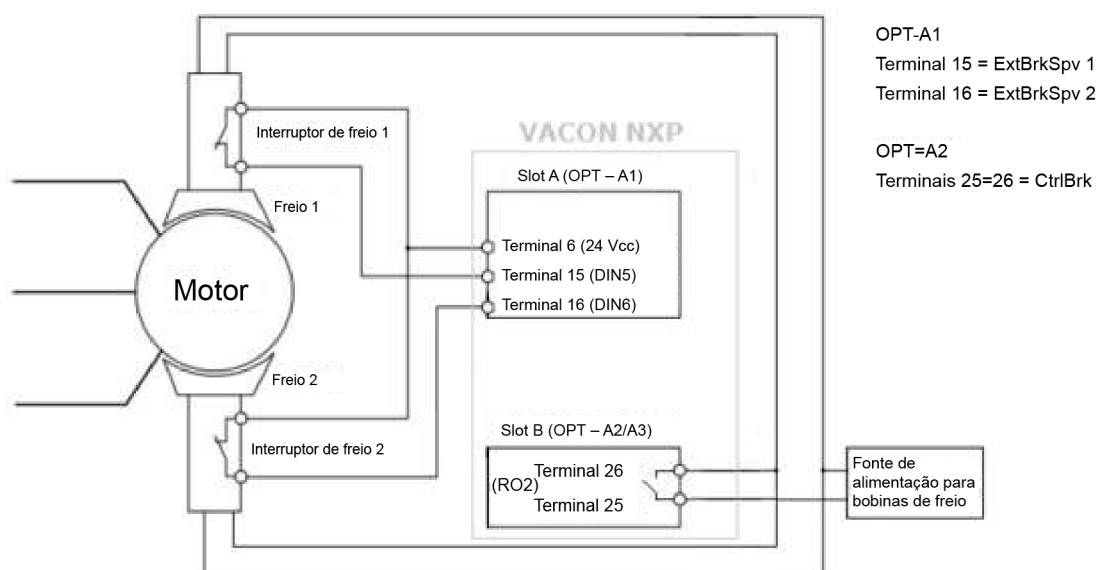 OPT-A1
Terminal 15 = ExtBrkSpv 1
Terminal 16 = ExtBrkSpv 2
OPT=A2
Terminais 25=26 = CtrlBrk
Interruptor de freio 1
VACON NXP
Slot A (OPT – A1)
Freio 1
Terminal 6 (24 Vcc)
Terminal 15 (DIN5)
Terminal 16 (DIN6)
Motor
Freio 2
Slot B (OPT – A2/A3)
Interruptor de freio 2
Terminal 26
(RO2)
Terminal 25
Fonte de
alimentação para
bobinas de freio